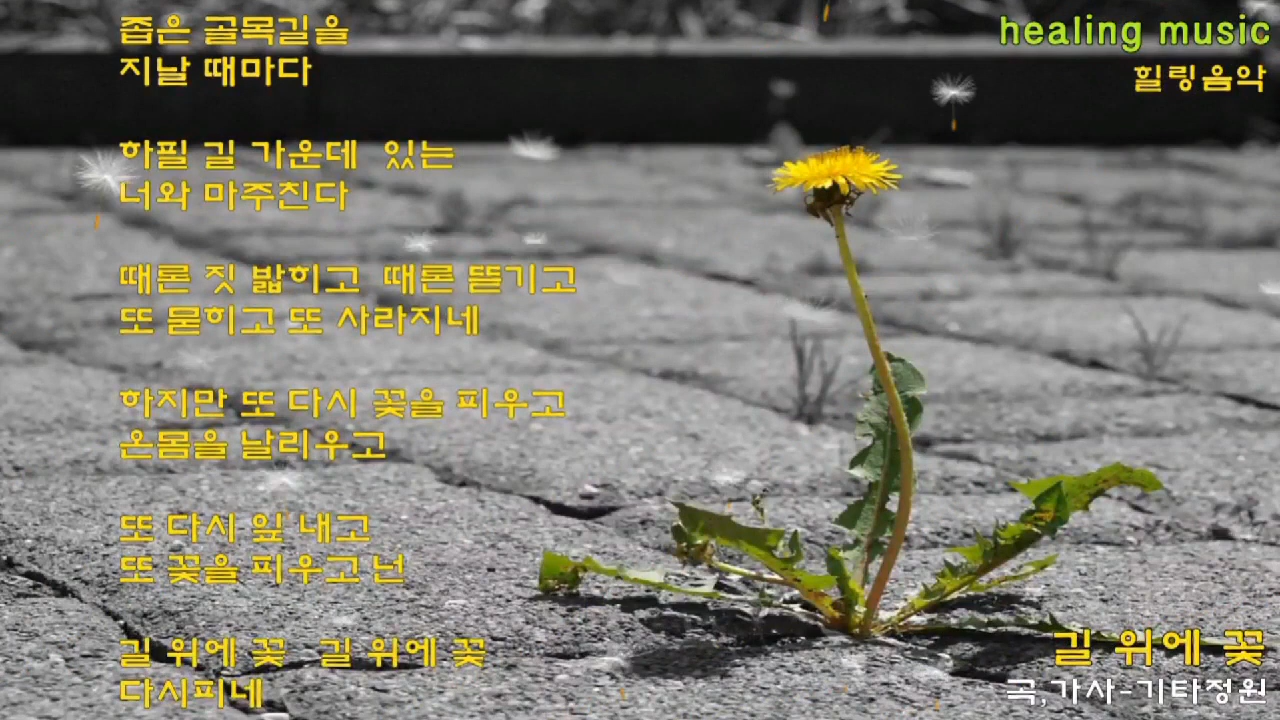 좁은 골목길을
지날 때마다
하필 길 가운데 있는
너와 마주친다
때론 짓 밟히고 때론 뜯기고
또 묻히고 또 사라지네
하지만 또 다시 꽃을 피우고
온몸을 날리우고
또 다시 잎 내고
또 꽃을 피우고 넌
길 위에 꽃 길 위에 꽃
다시피네
healing music
힐링음악
길 위에 꽃
곡,가사-기타정원